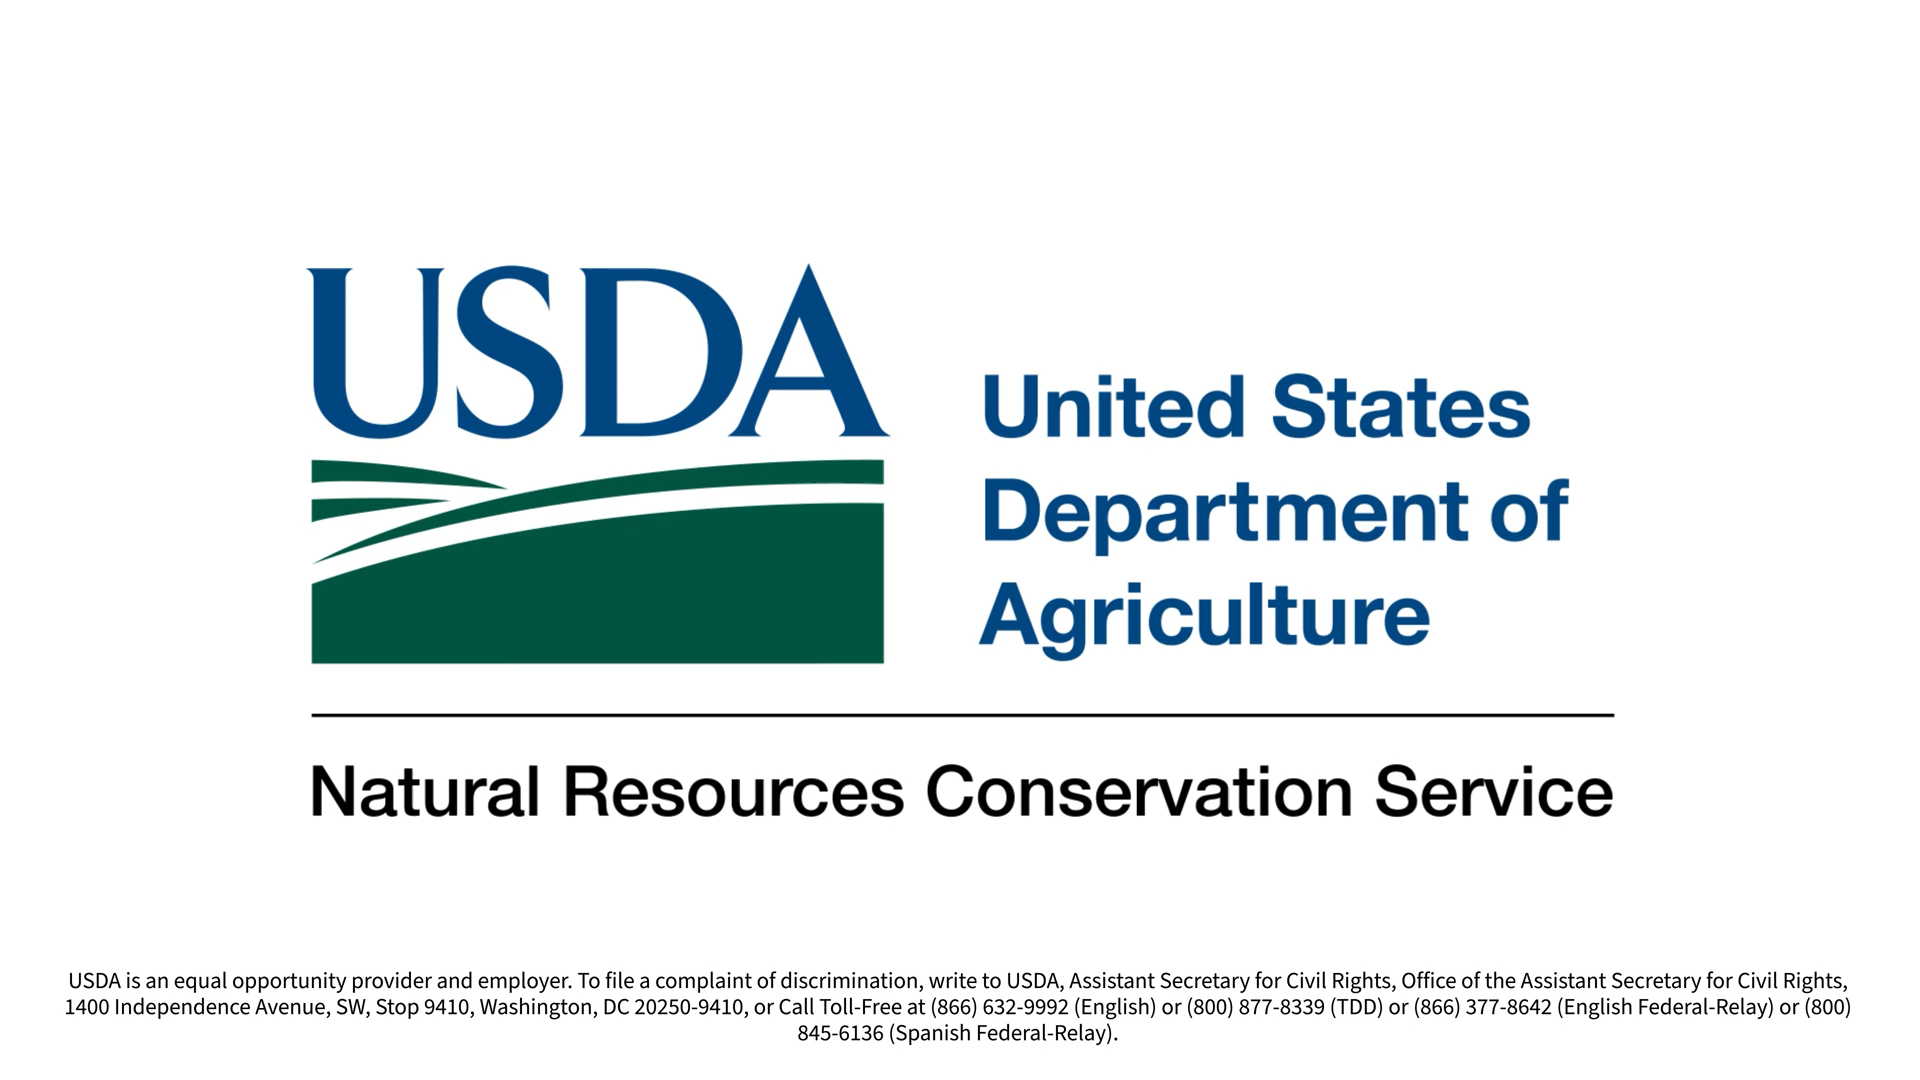 USDA
United States
Department of
Agriculture
Natural Resources Conservation Service
USDA is an equal opportunity provider and employer. To file a complaint of discrimination, write to USDA, Assistant Secretary for Civil Rights, Office of the Assistant Secretary for Civil Rights,
1400 Independence Avenue, SW, Stop 9410, Washington, DC 20250-9410, or Call Toll-Free at (866) 632-9992 (English) or (800) 877-8339 (TDD) or (866) 377-8642 (English Federal-Relay) or (800)
845-6136 (Spanish Federal-Relay).